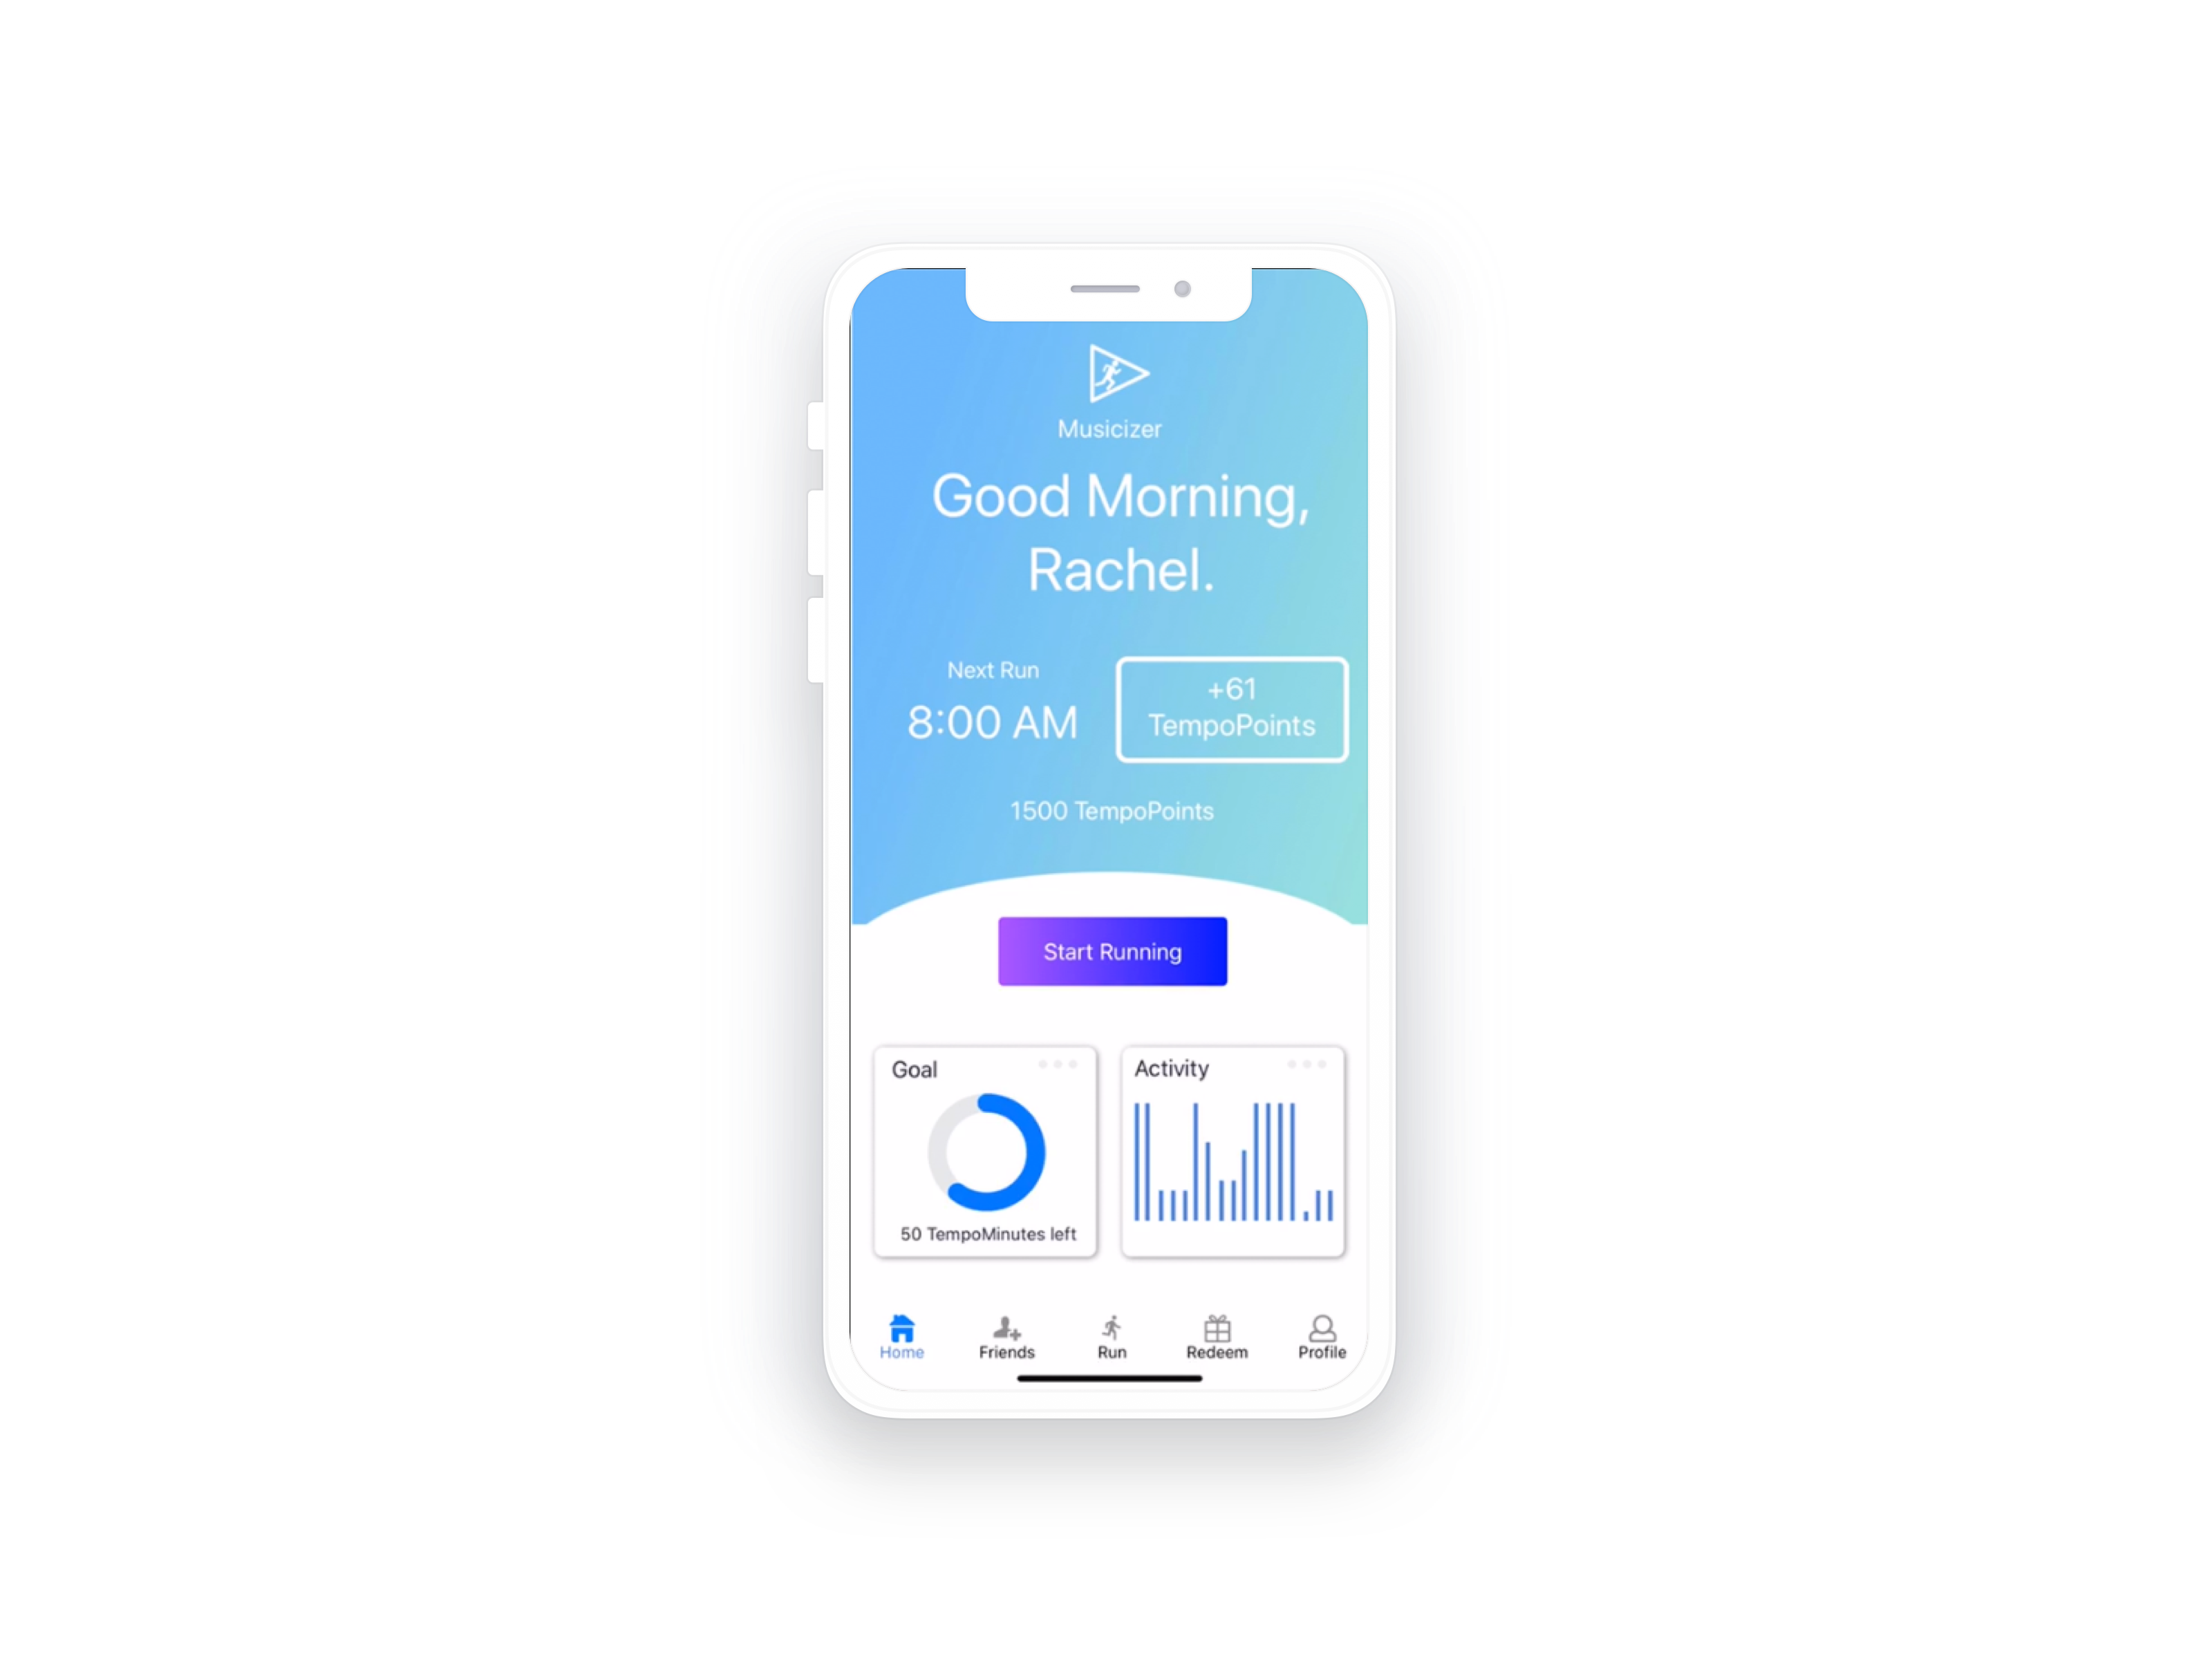 Musicizer
Good Morning,
Rachel.
Next Run
8:00 AM
+61
TempoPoints
1500 TempoPoints
Start Running
Goal
50 TempoMinutes left
Activity
Home
Friends
Run
Redeem
Profile